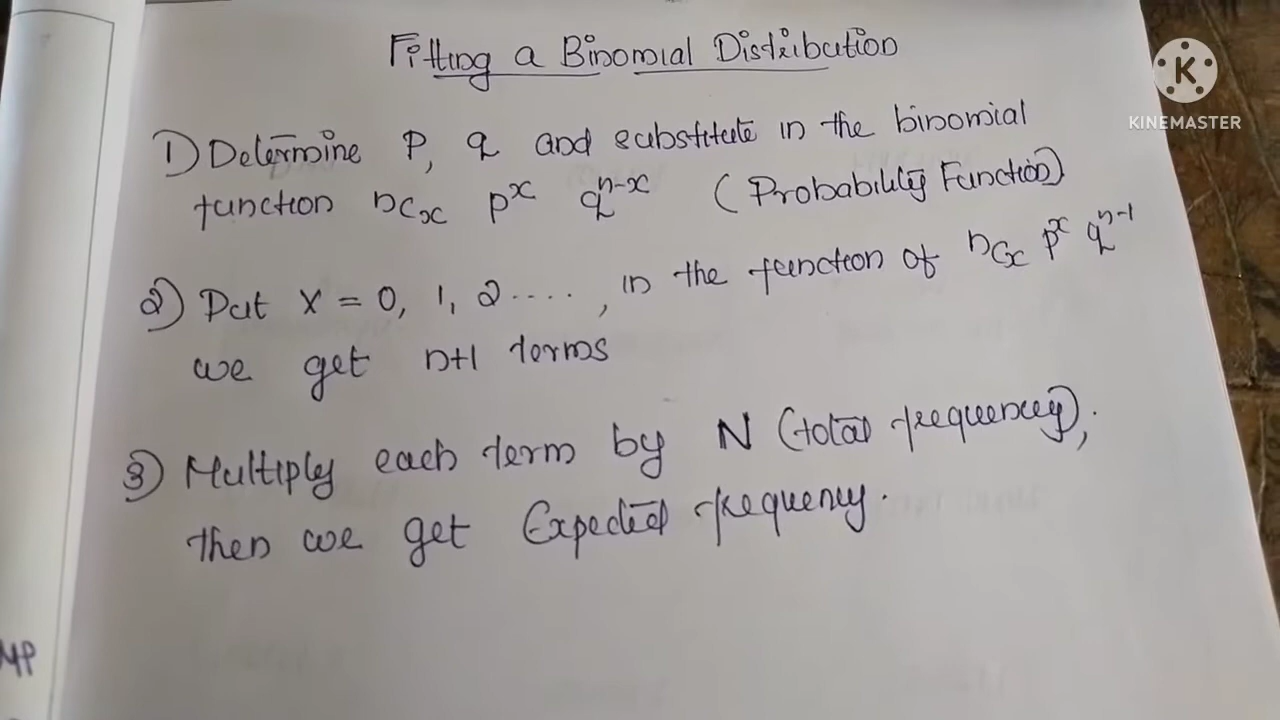 Fitting a Binomial Distribution
1) Determine P, q and substitute in the binomial
function nCx p^x q^n-x (Probability Function)
2) Put X = 0, 1, 2 ...., in the function of nCx p^x q^n-1
we get n+1 terms
3) Multiply each term by N (total frequency),
then we get Expected frequency.
MP
KINEMASTER